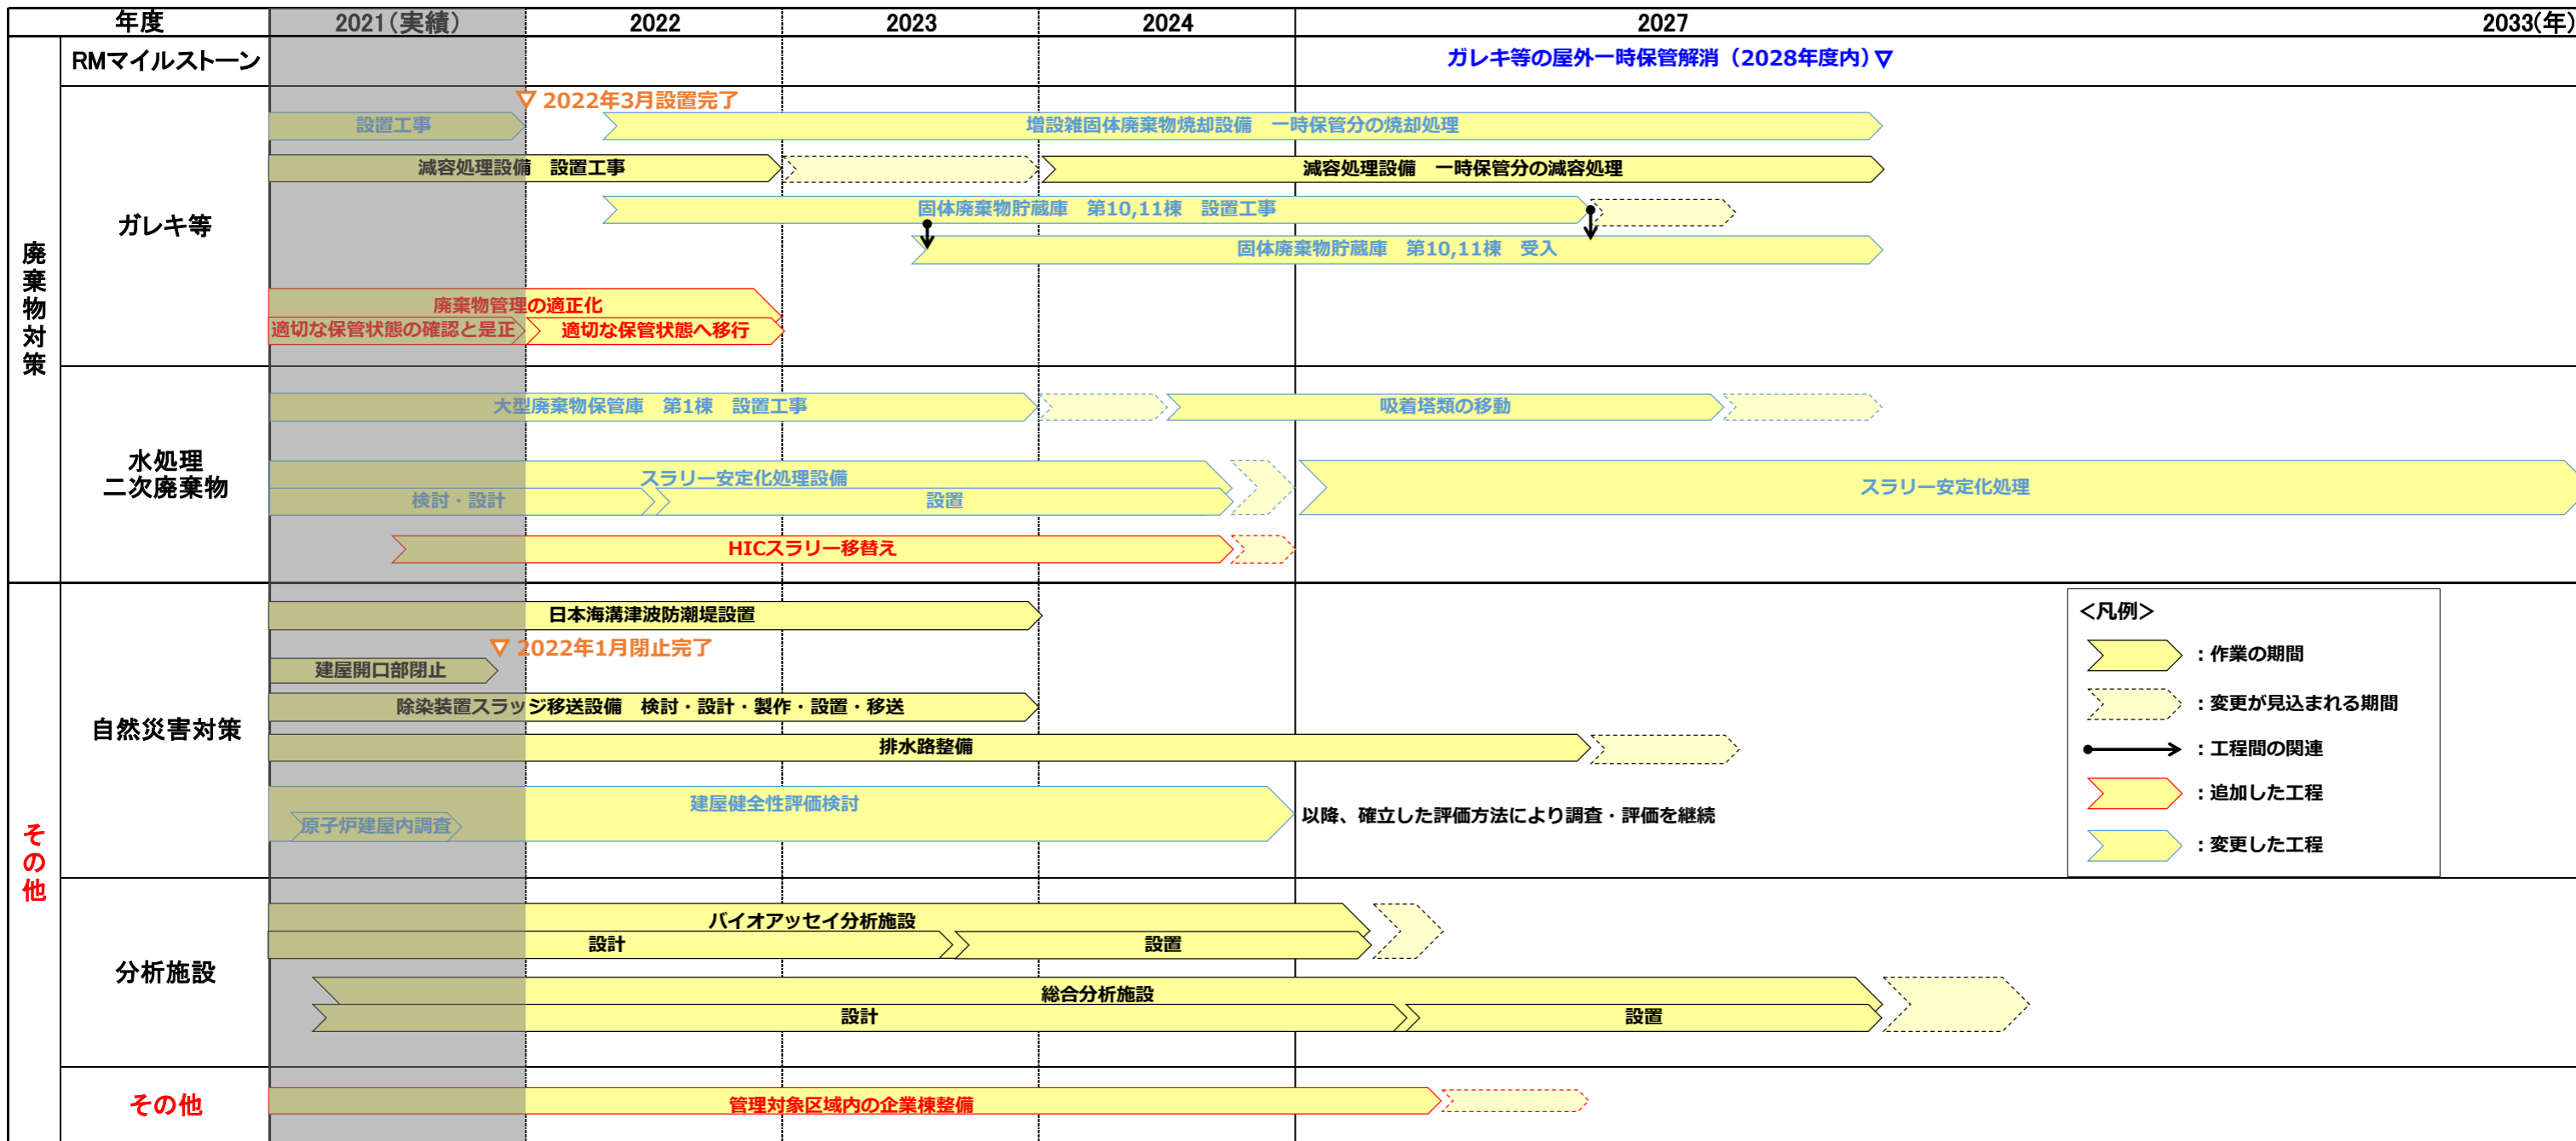 年度
2021(実績)
2022
2023
2024
2027
2033(年)
廃棄物対策
RMマイルストーン
ガレキ等の屋外一時保管解消（2028年度内）▽
ガレキ等
▽ 2022年3月設置完了
設置工事
増設雑固体廃棄物焼却設備　一時保管分の焼却処理
減容処理設備　設置工事
減容処理設備　一時保管分の減容処理
固体廃棄物貯蔵庫　第10,11棟　設置工事
固体廃棄物貯蔵庫　第10,11棟　受入
廃棄物管理の適正化
適切な保管状態の確認と是正
適切な保管状態へ移行
水処理
二次廃棄物
大型廃棄物保管庫　第1棟　設置工事
吸着塔類の移動
スラリー安定化処理設備
検討・設計
設置
スラリー安定化処理
HICスラリー移替え
その他
自然災害対策
日本海溝津波防潮堤設置
▽ 2022年1月閉止完了
建屋開口部閉止
除染装置スラッジ移送設備　検討・設計・製作・設置・移送
排水路整備
建屋健全性評価検討
原子炉建屋内調査
以降、確立した評価方法により調査・評価を継続
＜凡例＞
：作業の期間
：変更が見込まれる期間
：工程間の関連
：追加した工程
：変更した工程
分析施設
バイオアッセイ分析施設
設計
設置
総合分析施設
設計
設置
その他
管理対象区域内の企業棟整備